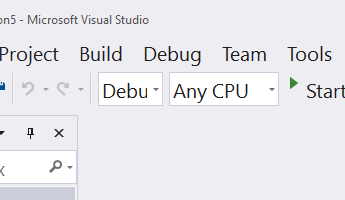 on5 - Microsoft Visual Studio
Project Build Debug Team Tools
Debu Any CPU Start
x